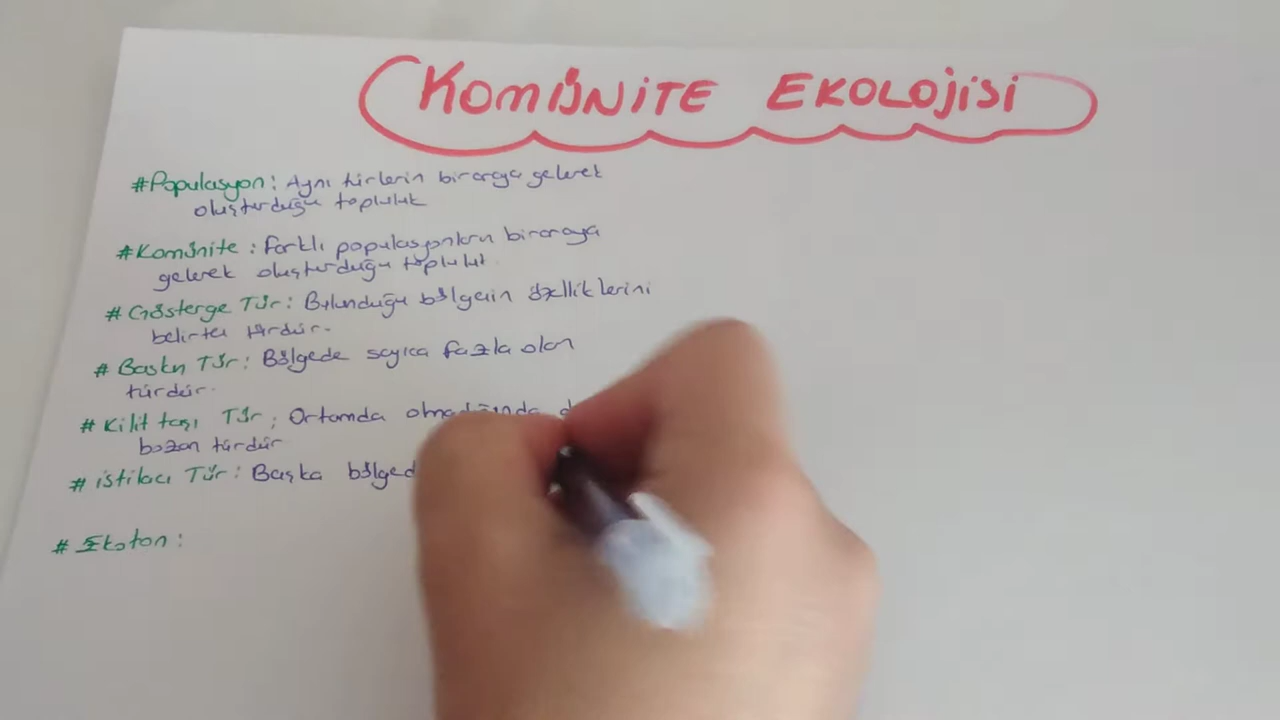 KOMÜNİTE EKOLOJİSİ
#Populasyon: Aynı türlerin biraraya gelerek
oluşturduğu topluluk
#Komünite: Farklı populasyonların biraraya
gelerek oluşturduğu topluluk.
#Gösterge Tür: Bulunduğu bölgenin özelliklerini
belirten türdür.
# Baskın Tür: Bölgede sayıca fazla olan
türdür.
# Kilit taşı Tür: Ortamda olmadığında
bozan türdür
# istilacı Tür: Başka bölged
# Ekoton: